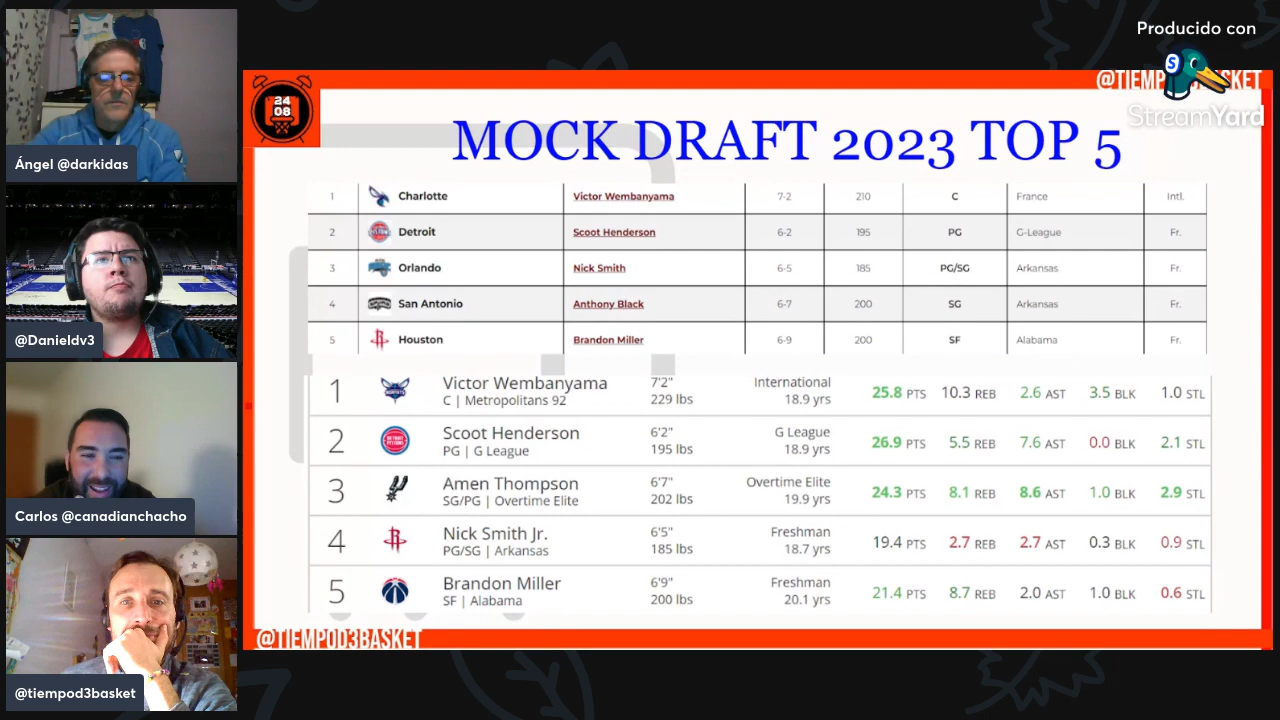 Producido con
StreamYard
@TIEMPOD3BASKET
24
08
MOCK DRAFT 2023 TOP 5
1 Charlotte Victor Wembanyama 7-2 210 C France Intl.
2 Detroit Scoot Henderson 6-2 195 PG G-League Fr.
3 Orlando Nick Smith 6-5 185 PG/SG Arkansas Fr.
4 San Antonio Anthony Black 6-7 200 SG Arkansas Fr.
5 Houston Brandon Miller 6-9 200 SF Alabama Fr.
1 Victor Wembanyama 7'2" International 25.8 PTS 10.3 REB 2.6 AST 3.5 BLK 1.0 STL
C | Metropolitans 92 229 lbs 18.9 yrs
2 Scoot Henderson 6'2" G League 26.9 PTS 5.5 REB 7.6 AST 0.0 BLK 2.1 STL
PG | G League 195 lbs 18.9 yrs
3 Amen Thompson 6'7" Overtime Elite 24.3 PTS 8.1 REB 8.6 AST 1.0 BLK 2.9 STL
SG/PG | Overtime Elite 202 lbs 19.9 yrs
4 Nick Smith Jr. 6'5" Freshman 19.4 PTS 2.7 REB 2.7 AST 0.3 BLK 0.9 STL
PG/SG | Arkansas 185 lbs 18.7 yrs
5 Brandon Miller 6'9" Freshman 21.4 PTS 8.7 REB 2.0 AST 1.0 BLK 0.6 STL
SF | Alabama 200 lbs 20.1 yrs
@TIEMPOD3BASKET
Ángel @darkidas
@Danieldv3
Carlos @canadianchacho
@tiempod3basket